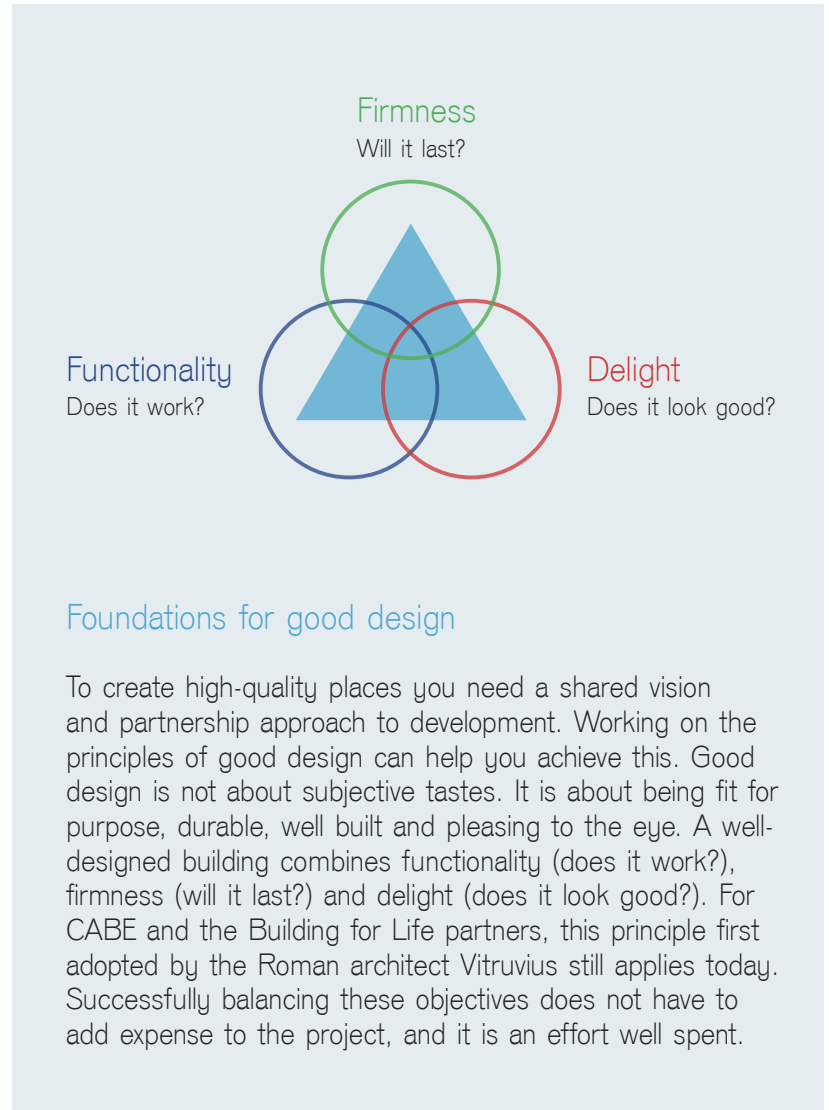 Firmness
Will it last?
Functionality
Does it work?
Delight
Does it look good?
Foundations for good design
To create high-quality places you need a shared vision
and partnership approach to development. Working on the
principles of good design can help you achieve this. Good
design is not about subjective tastes. It is about being fit for
purpose, durable, well built and pleasing to the eye. A well-
designed building combines functionality (does it work?),
firmness (will it last?) and delight (does it look good?). For
CABE and the Building for Life partners, this principle first
adopted by the Roman architect Vitruvius still applies today.
Successfully balancing these objectives does not have to
add expense to the project, and it is an effort well spent.